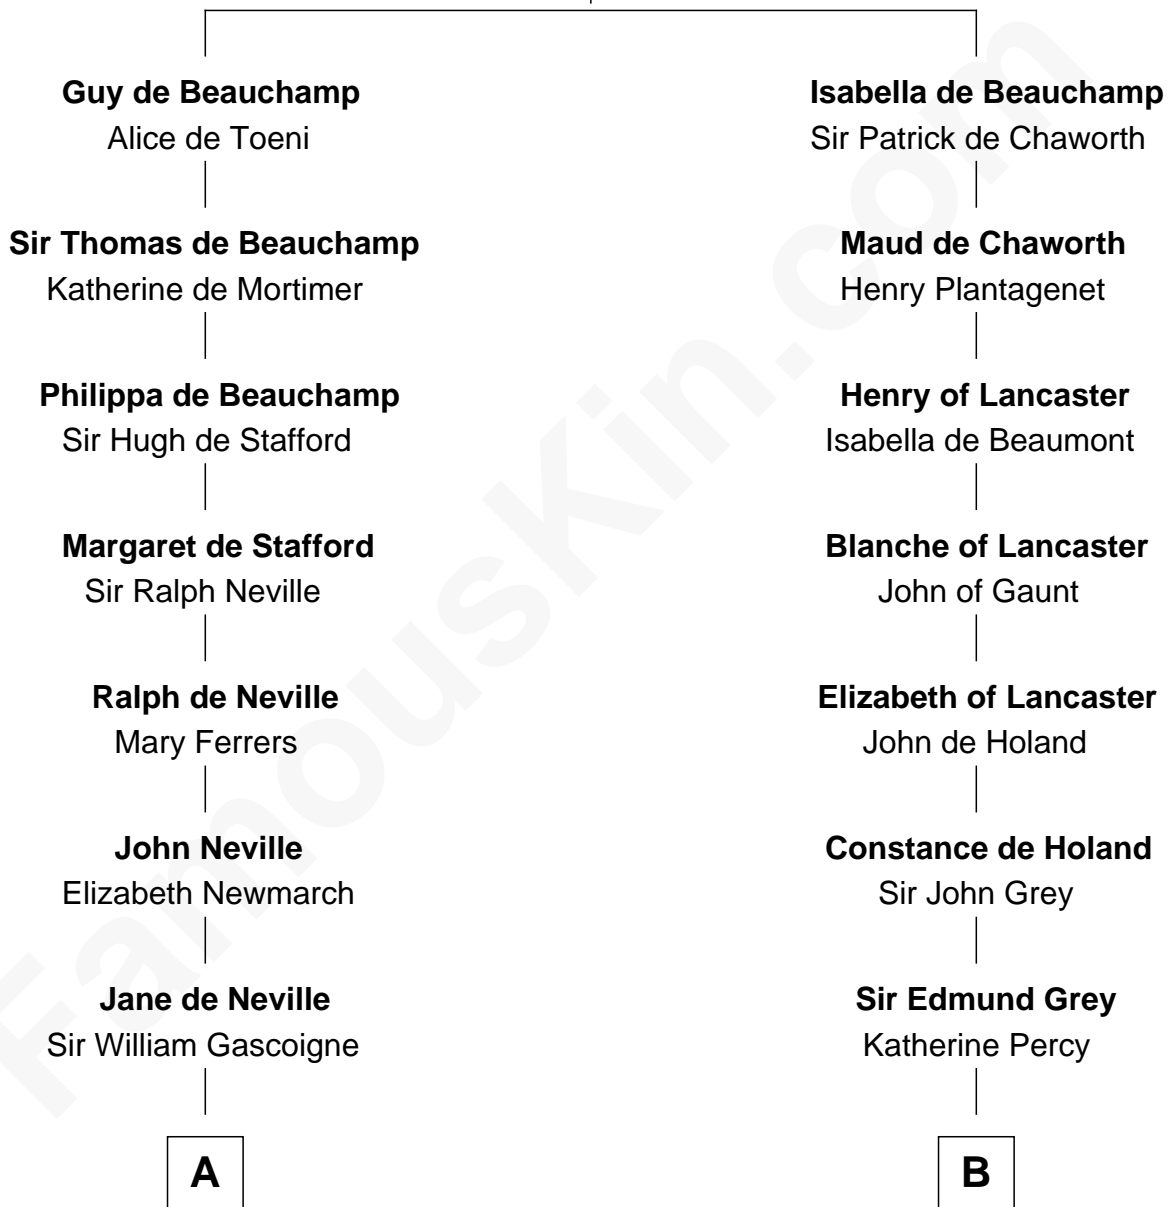 Guy de Beauchamp
Alice de Toeni
Sir Thomas de Beauchamp
Katherine de Mortimer
Philippa de Beauchamp
Sir Hugh de Stafford
Margaret de Stafford
Sir Ralph Neville
Ralph de Neville
Mary Ferrers
John Neville
Elizabeth Newmarch
Jane de Neville
Sir William Gascoigne
A
Isabella de Beauchamp
Sir Patrick de Chaworth
Maud de Chaworth
Henry Plantagenet
Henry of Lancaster
Isabella de Beaumont
Blanche of Lancaster
John of Gaunt
Elizabeth of Lancaster
John de Holand
Constance de Holand
Sir John Grey
Sir Edmund Grey
Katherine Percy
B
FamousKin.com